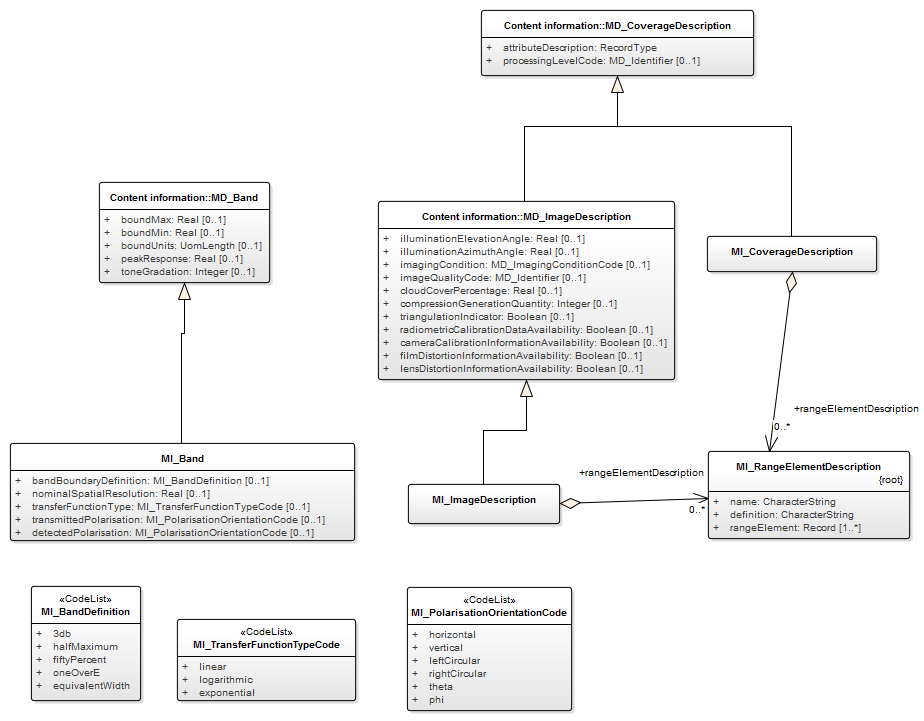 Content information::MD_CoverageDescription
+ attributeDescription: RecordType
+ processingLevelCode: MD_Identifier [0..1]
Content information::MD_Band
+ boundMax: Real [0..1]
+ boundMin: Real [0..1]
+ boundUnits: UomLength [0..1]
+ peakResponse: Real [0..1]
+ toneGradation: Integer [0..1]
Content information::MD_ImageDescription
+ illuminationElevationAngle: Real [0..1]
+ illuminationAzimuthAngle: Real [0..1]
+ imagingCondition: MD_ImagingConditionCode [0..1]
+ imageQualityCode: MD_Identifier [0..1]
+ cloudCoverPercentage: Real [0..1]
+ compressionGenerationQuantity: Integer [0..1]
+ triangulationIndicator: Boolean [0..1]
+ radiometricCalibrationDataAvailability: Boolean [0..1]
+ cameraCalibrationInformationAvailability: Boolean [0..1]
+ filmDistortionInformationAvailability: Boolean [0..1]
+ lensDistortionInformationAvailability: Boolean [0..1]
MI_CoverageDescription
+rangeElementDescription
0..*
MI_Band
+ bandBoundaryDefinition: MI_BandDefinition [0..1]
+ nominalSpatialResolution: Real [0..1]
+ transferFunctionType: MI_TransferFunctionTypeCode [0..1]
+ transmittedPolarisation: MI_PolarisationOrientationCode [0..1]
+ detectedPolarisation: MI_PolarisationOrientationCode [0..1]
MI_ImageDescription
+rangeElementDescription
0..*
MI_RangeElementDescription
{root}
+ name: CharacterString
+ definition: CharacterString
+ rangeElement: Record [1..*]
«CodeList»
MI_BandDefinition
+ 3db
+ halfMaximum
+ fiftyPercent
+ oneOverE
+ equivalentWidth
«CodeList»
MI_TransferFunctionTypeCode
+ linear
+ logarithmic
+ exponential
«CodeList»
MI_PolarisationOrientationCode
+ horizontal
+ vertical
+ leftCircular
+ rightCircular
+ theta
+ phi